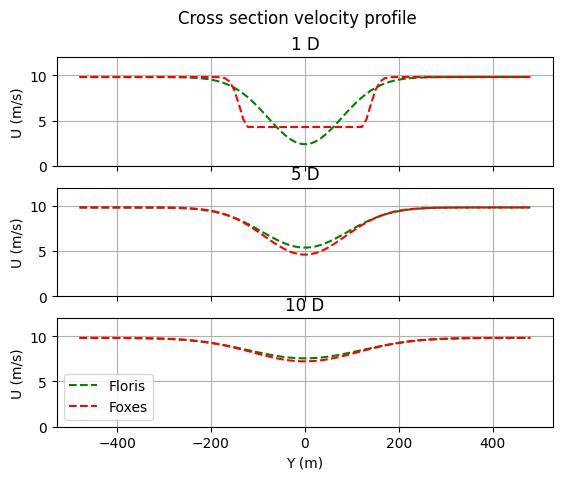 Cross section velocity profile
1 D
10
5
0
U (m/s)
5 D
10
5
0
U (m/s)
10 D
10
5
0
U (m/s)
Floris
Foxes
−400 −200 0 200 400
Y (m)